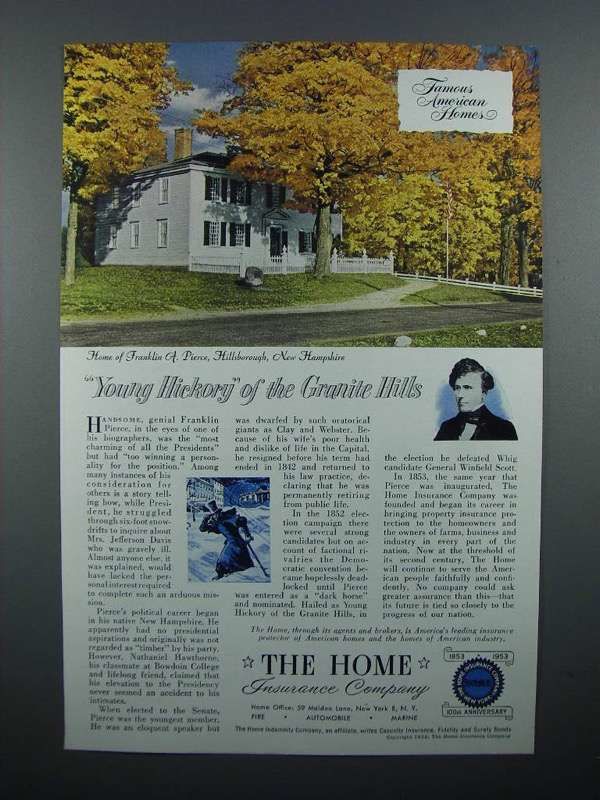 Famous
American
Homes
Home of Franklin A. Pierce, Hillsborough, New Hampshire
"Young Hickory" of the Granite Hills
HANDSOME, genial Franklin
Pierce, in the eyes of one of
his biographers, was the "most
charming of all the Presidents"
but had "too winning a person-
ality for the position." Among
many instances of his
consideration for
others is a story tell-
ing how, while Presi-
dent, he struggled
through six-foot snow-
drifts to inquire about
Mrs. Jefferson Davis
who was gravely ill.
Almost anyone else, it
was explained, would
have lacked the per-
sonal interest required
to complete such an arduous mis-
sion.
Pierce's political career began
in his native New Hampshire. He
apparently had no presidential
aspirations and originally was not
regarded as "timber" by his party.
However, Nathaniel Hawthorne,
his classmate at Bowdoin College
and lifelong friend, claimed that
his elevation to the Presidency
never seemed an accident to his
intimates.
When elected to the Senate,
Pierce was the youngest member.
He was an eloquent speaker but
was dwarfed by such oratorical
giants as Clay and Webster. Be-
cause of his wife's poor health
and dislike of life in the Capital,
he resigned before his term had
ended in 1842 and returned to
his law practice, de-
claring that he was
permanently retiring
from public life.
In the 1852 elec-
tion campaign there
were several strong
candidates but on ac-
count of factional ri-
valries the Demo-
cratic convention be-
came hopelessly dead-
locked until Pierce
was entered as a "dark horse"
and nominated. Hailed as Young
Hickory of the Granite Hills, in
the election he defeated Whig
candidate General Winfield Scott.
In 1853, the same year that
Pierce was inaugurated, The
Home Insurance Company was
founded and began its career in
bringing property insurance pro-
tection to the homeowners and
the owners of farms, business and
industry in every part of the
nation. Now at the threshold of
its second century, The Home
will continue to serve the Amer-
ican people faithfully and confi-
dently. No company could ask
greater assurance than this—that
its future is tied so closely to the
progress of our nation.
The Home, through its agents and brokers, is America's leading insurance
protector of American homes and the homes of American industry.
☆ THE HOME ☆
Insurance Company
Home Office: 59 Maiden Lane, New York 8, N. Y.
FIRE • AUTOMOBILE • MARINE
The Home Indemnity Company, an affiliate, writes Casualty Insurance, Fidelity and Surety Bonds
Copyright 1953, The Home Insurance Company
1853 1953
100th ANNIVERSARY